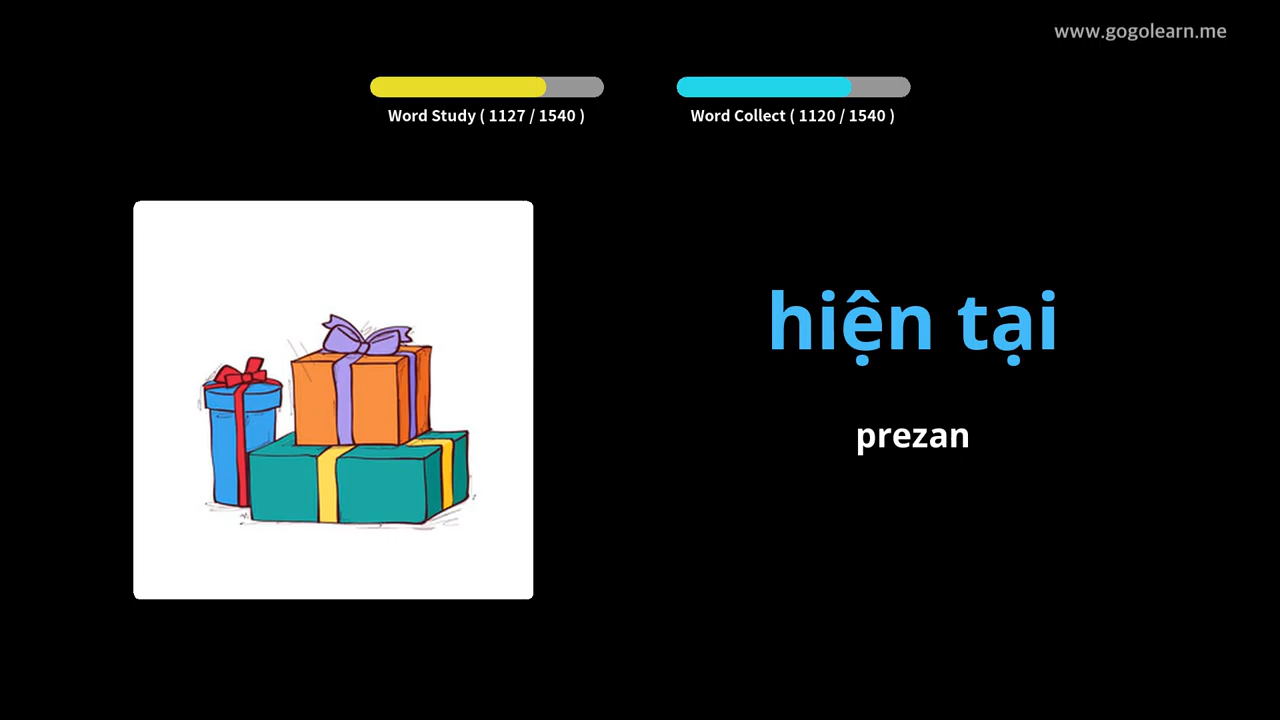 www.gogolearn.me
Word Study ( 1127 / 1540 )
Word Collect ( 1120 / 1540 )
hiện tại
prezan